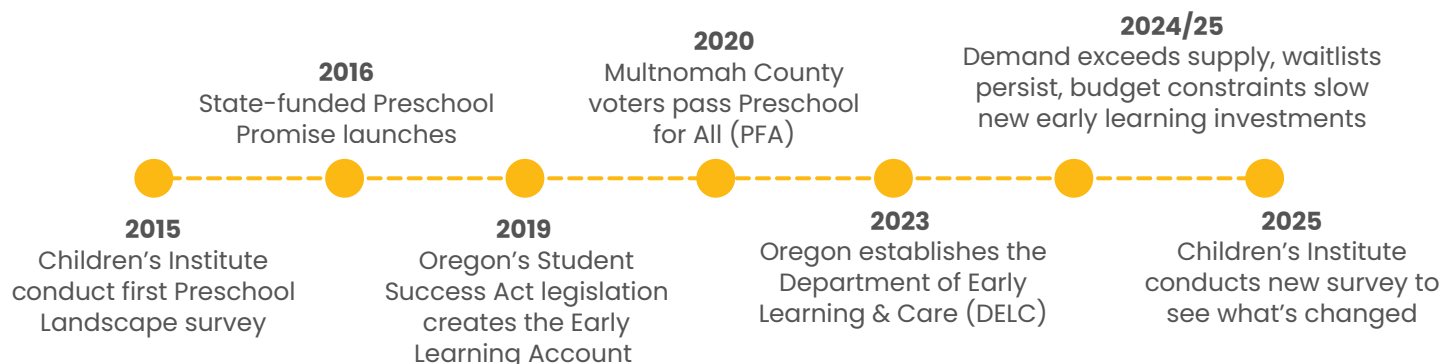 2015
Children's Institute
conduct first Preschool
Landscape survey
2016
State-funded Preschool
Promise launches
2019
Oregon's Student
Success Act legislation
creates the Early
Learning Account
2020
Multnomah County
voters pass Preschool
for All (PFA)
2023
Oregon establishes the
Department of Early
Learning & Care (DELC)
2024/25
Demand exceeds supply, waitlists
persist, budget constraints slow
new early learning investments
2025
Children's Institute
conducts new survey to
see what's changed